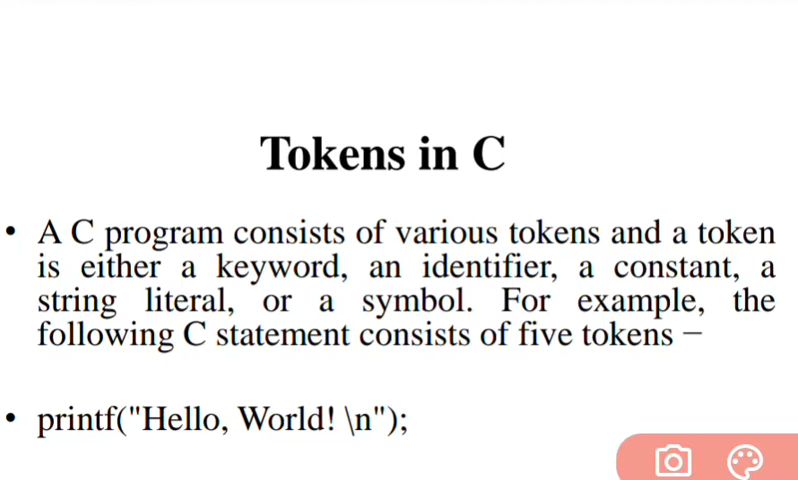 Tokens in C
• A C program consists of various tokens and a token
is either a keyword, an identifier, a constant, a
string literal, or a symbol. For example, the
following C statement consists of five tokens –
• printf("Hello, World! \n");